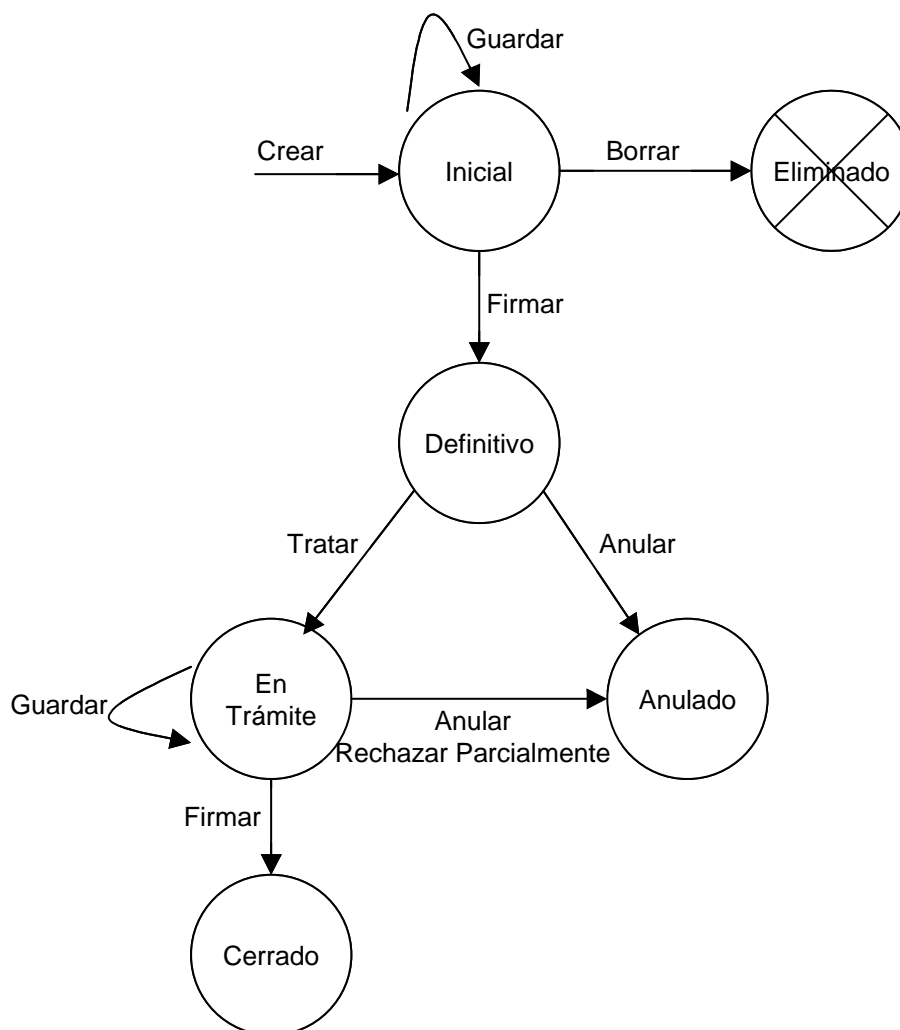 Guardar
Crear
Inicial
Borrar
Eliminado
Firmar
Definitivo
Tratar
Anular
En
Trámite
Guardar
Anular
Rechazar Parcialmente
Anulado
Firmar
Cerrado